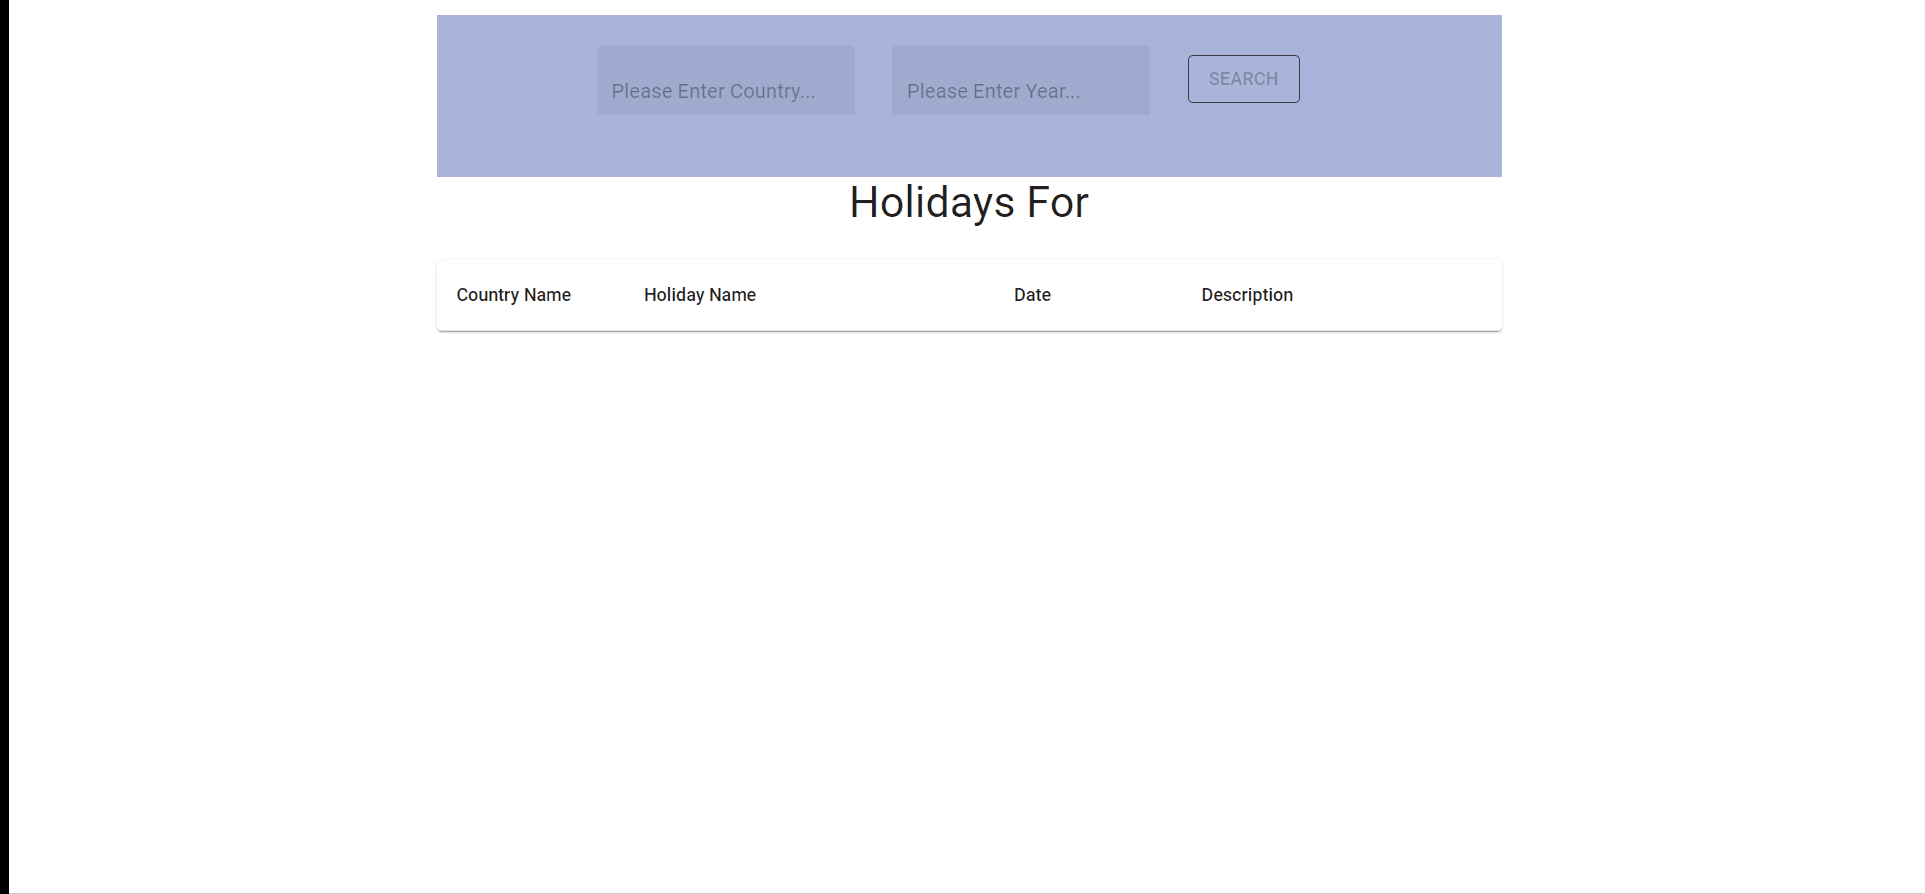 Please Enter Country... Please Enter Year... SEARCH
Holidays For
Country Name Holiday Name Date Description